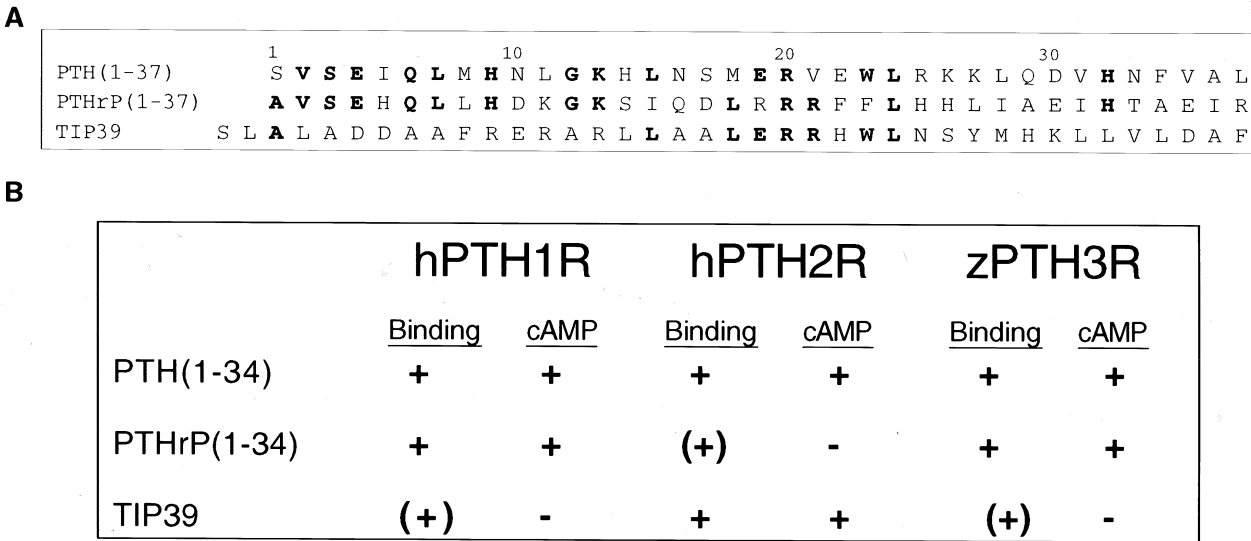 A
1 10 20 30
PTH(1-37) S V S E I Q L M H N L G K H L N S M E R V E W L R K K L Q D V H N F V A L
PTHrP(1-37) A V S E H Q L L H D K G K S I Q D L R R R F F L H H L I A E I H T A E I R
TIP39 S L A L A D D A A F R E R A R L L A A L E R R H W L N S Y M H K L L V L D A F
B
hPTH1R hPTH2R zPTH3R
Binding cAMP Binding cAMP Binding cAMP
PTH(1-34) + + + + + +
PTHrP(1-34) + + (+) - + +
TIP39 (+) - + + (+) -